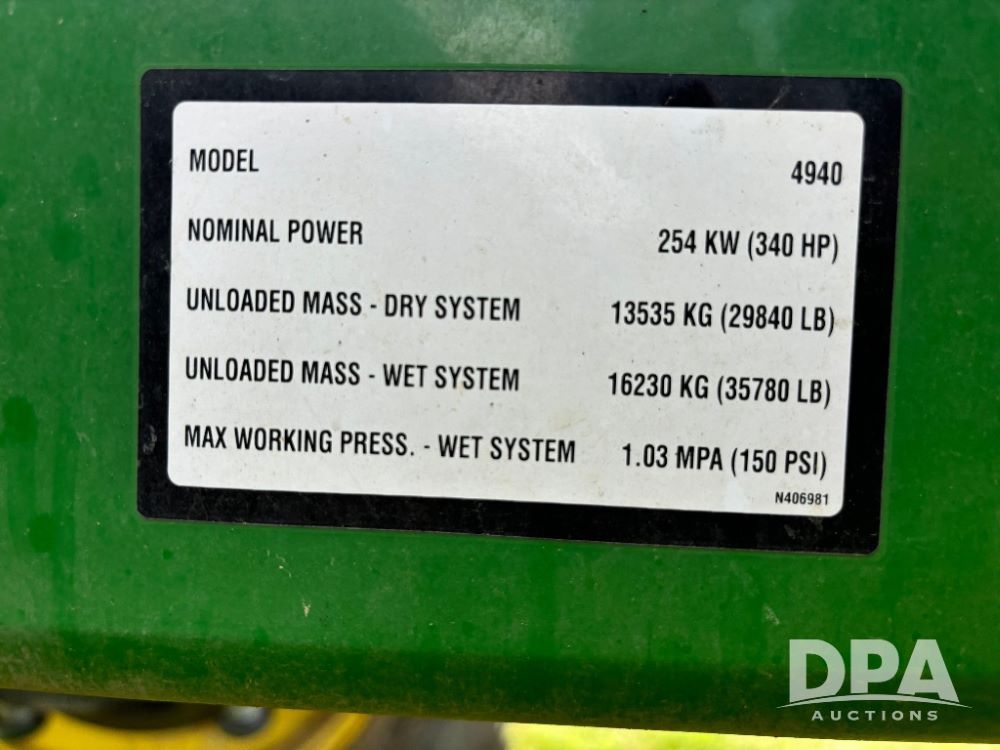 MODEL 4940
NOMINAL POWER 254 KW (340 HP)
UNLOADED MASS - DRY SYSTEM 13535 KG (29840 LB)
UNLOADED MASS - WET SYSTEM 16230 KG (35780 LB)
MAX WORKING PRESS. - WET SYSTEM 1.03 MPA (150 PSI)
N406981
DPA
AUCTIONS